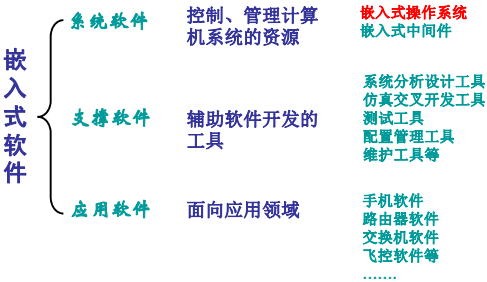 嵌入式软件
系统软件
控制、管理计算
机系统的资源
嵌入式操作系统
嵌入式中间件
支撑软件
辅助软件开发的
工具
系统分析设计工具
仿真交叉开发工具
测试工具
配置管理工具
维护工具等
应用软件
面向应用领域
手机软件
路由器软件
交换机软件
飞控软件等
.......